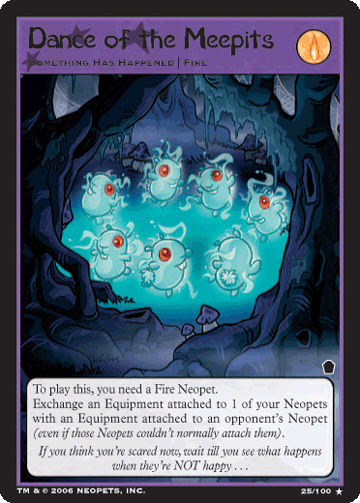 Dance of the Meepits
Something Has Happened | Fire
To play this, you need a Fire Neopet.
Exchange an Equipment attached to 1 of your Neopets
with an Equipment attached to an opponent's Neopet
(even if those Neopets couldn't normally attach them).
If you think you're scared now, wait till you see what happens
when they're NOT happy . . .
TM & © 2006 NEOPETS, INC.
25/100 ★